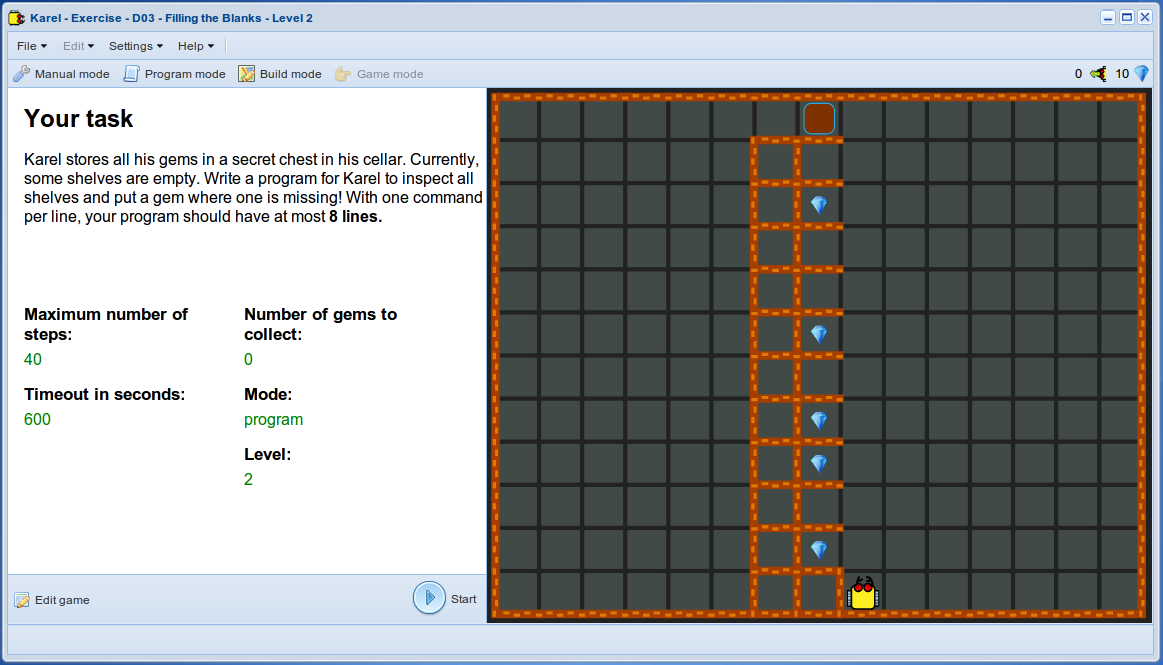 Karel - Exercise - D03 - Filling the Blanks - Level 2
File Edit Settings Help
Manual mode Program mode Build mode Game mode 0 10
Your task
Karel stores all his gems in a secret chest in his cellar. Currently,
some shelves are empty. Write a program for Karel to inspect all
shelves and put a gem where one is missing! With one command
per line, your program should have at most 8 lines.
Maximum number of
steps:
40
Number of gems to
collect:
0
Timeout in seconds:
600
Mode:
program
Level:
2
Edit game
Start